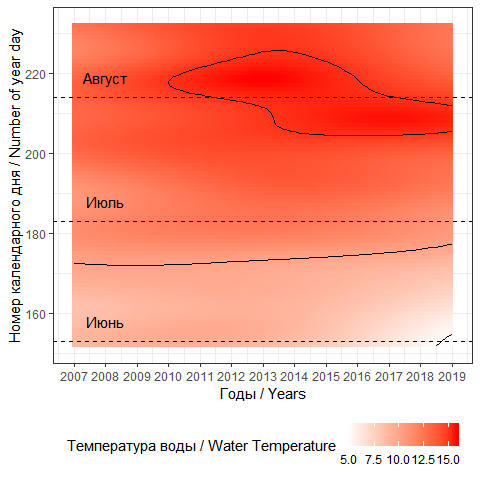 Номер календарного дня / Number of year day
220
200
180
160
Август
Июль
Июнь
2007 2008 2009 2010 2011 2012 2013 2014 2015 2016 2017 2018 2019
Годы / Years
Температура воды / Water Temperature
5.0 7.5 10.0 12.5 15.0